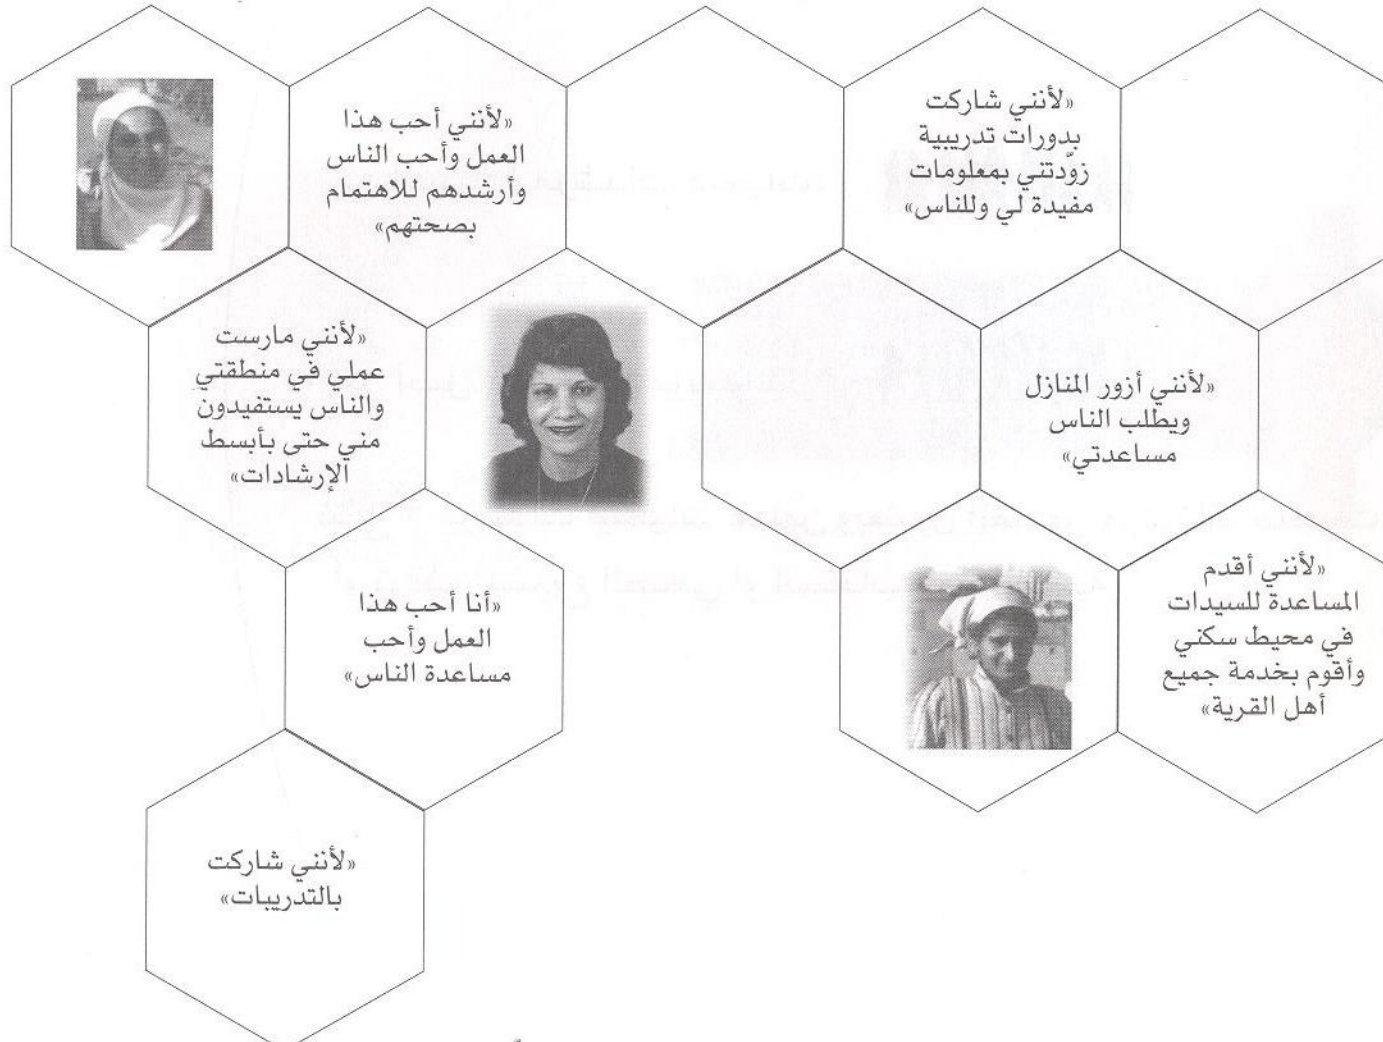 «لأنني شاركت
بدورات تدريبية
زوّدتني بمعلومات
مفيدة لي وللناس»
«لأنني أحب هذا
العمل وأحب الناس
وأرشدهم للاهتمام
بصحتهم»
«لأنني أزور المنازل
ويطلب الناس
مساعدتي»
«لأنني مارست
عملي في منطقتي
والناس يستفيدون
مني حتى بأبسط
الإرشادات»
«لأنني أقدم
المساعدة للسيدات
في محيط سكني
وأقوم بخدمة جميع
أهل القرية»
«أنا أحب هذا
العمل وأحب
مساعدة الناس»
«لأنني شاركت
بالتدريبات»